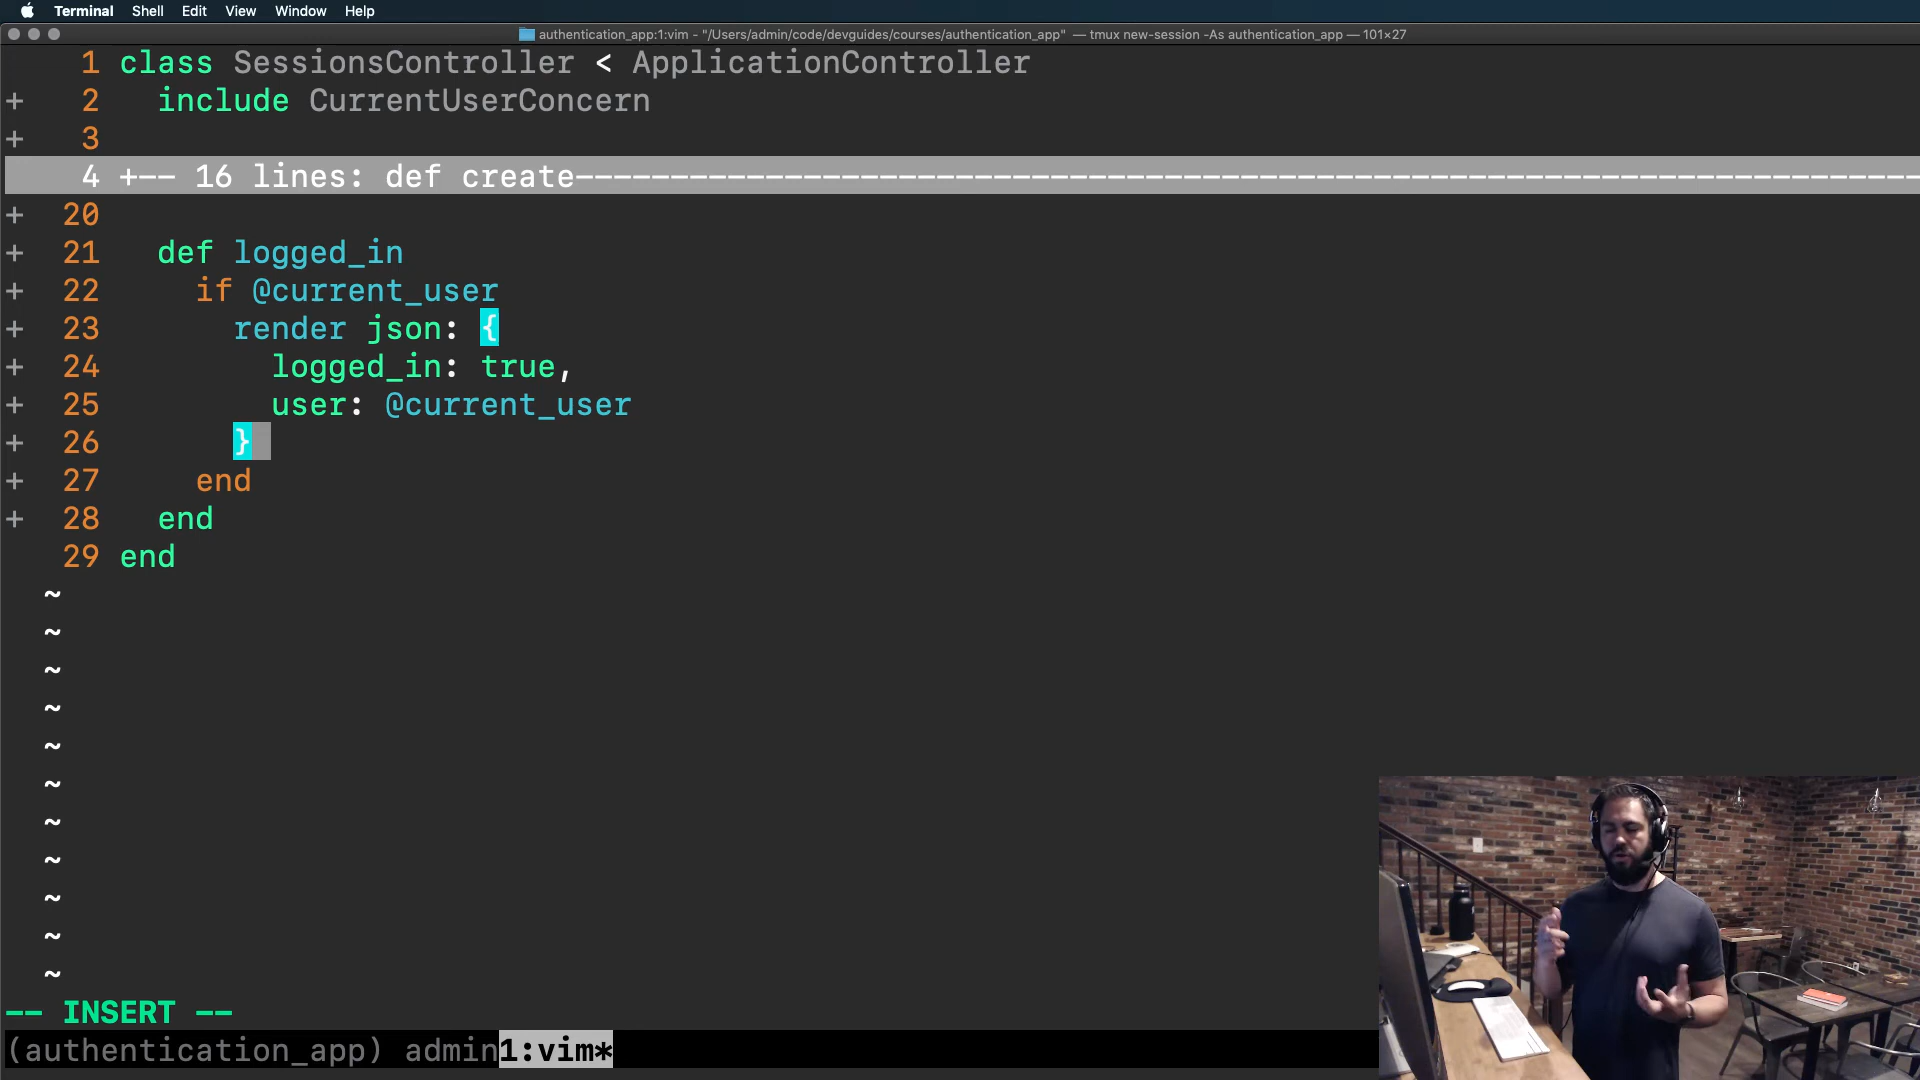 Terminal Shell Edit View Window Help
authentication_app:1:vim - "/Users/admin/code/devguides/courses/authentication_app" — tmux new-session -As authentication_app — 101×27
1 class SessionsController < ApplicationController
+ 2 include CurrentUserConcern
+ 3
4 +-- 16 lines: def create----------------------------------------------------------------------
+ 20
+ 21 def logged_in
+ 22 if @current_user
+ 23 render json: {
+ 24 logged_in: true,
+ 25 user: @current_user
+ 26 }
+ 27 end
+ 28 end
29 end
~
~
~
~
~
~
~
~
~
~
~
-- INSERT --
(authentication_app) admin1:vim*